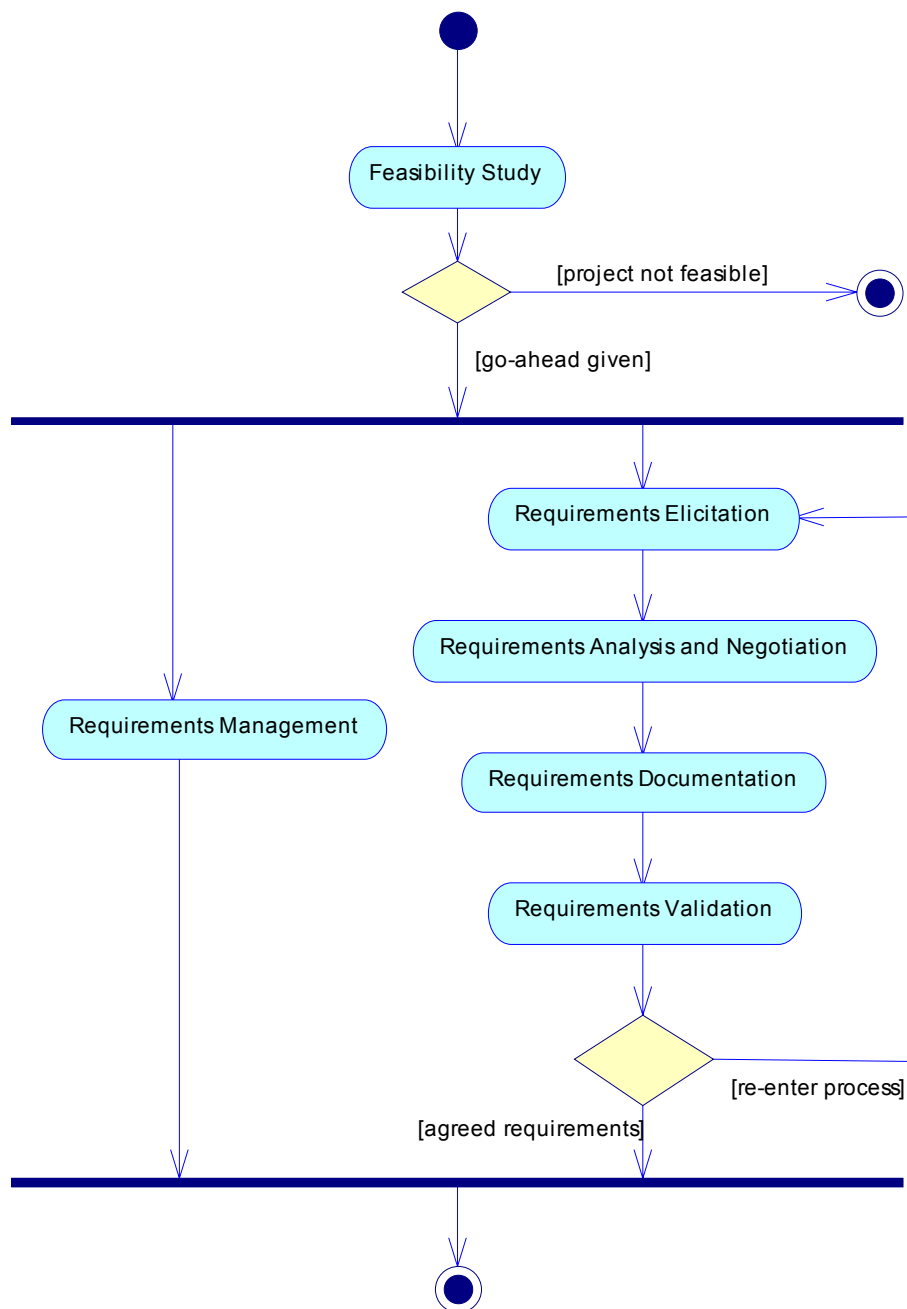 Feasibility Study
[project not feasible]
[go-ahead given]
Requirements Elicitation
Requirements Analysis and Negotiation
Requirements Management
Requirements Documentation
Requirements Validation
[re-enter process]
[agreed requirements]